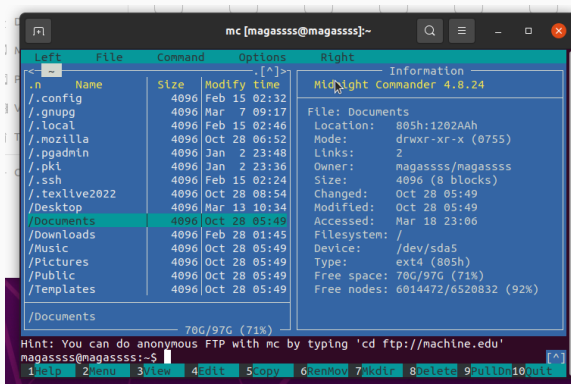 mc [magassss@magassss]:~
Left File Command Options Right
<- ~ .[^]>
.n Name Size Modify time
/.config 4096 Feb 15 02:32
/.gnupg 4096 Mar 7 09:17
/.local 4096 Feb 15 02:46
/.mozilla 4096 Oct 28 06:52
/.pgadmin 4096 Jan 2 23:48
/.pki 4096 Jan 2 23:36
/.ssh 4096 Feb 15 02:24
/.texlive2022 4096 Oct 28 08:54
/Desktop 4096 Mar 13 10:34
/Documents 4096 Oct 28 05:49
/Downloads 4096 Feb 28 01:45
/Music 4096 Oct 28 05:49
/Pictures 4096 Oct 28 05:49
/Public 4096 Oct 28 05:49
/Templates 4096 Oct 28 05:49
/Documents
70G/97G (71%)
Information
Midnight Commander 4.8.24
File: Documents
Location: 805h:1202AAh
Mode: drwxr-xr-x (0755)
Links: 2
Owner: magassss/magassss
Size: 4096 (8 blocks)
Changed: Oct 28 05:49
Modified: Oct 28 05:49
Accessed: Mar 18 23:06
Filesystem: /
Device: /dev/sda5
Type: ext4 (805h)
Free space: 70G/97G (71%)
Free nodes: 6014472/6520832 (92%)
Hint: You can do anonymous FTP with mc by typing 'cd ftp://machine.edu'
magassss@magassss:~$ [^]
1Help 2Menu 3View 4Edit 5Copy 6RenMov 7Mkdir 8Delete 9PullDn 10Quit